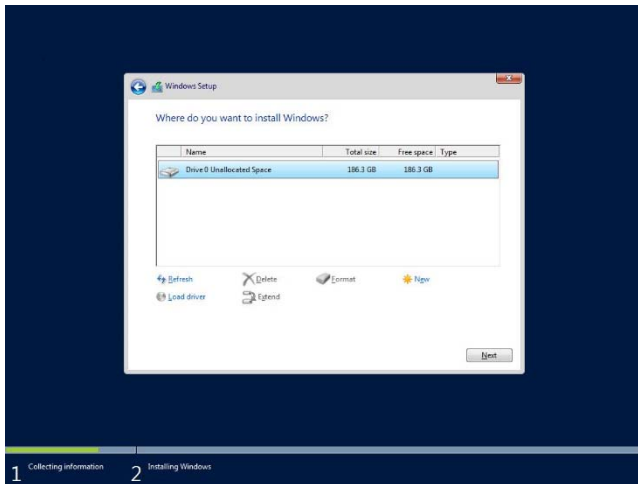 Windows Setup
Where do you want to install Windows?
Name Total size Free space Type
Drive 0 Unallocated Space 186.3 GB 186.3 GB
Refresh Delete Format New
Load driver Extend
Next
1 Collecting information 2 Installing Windows